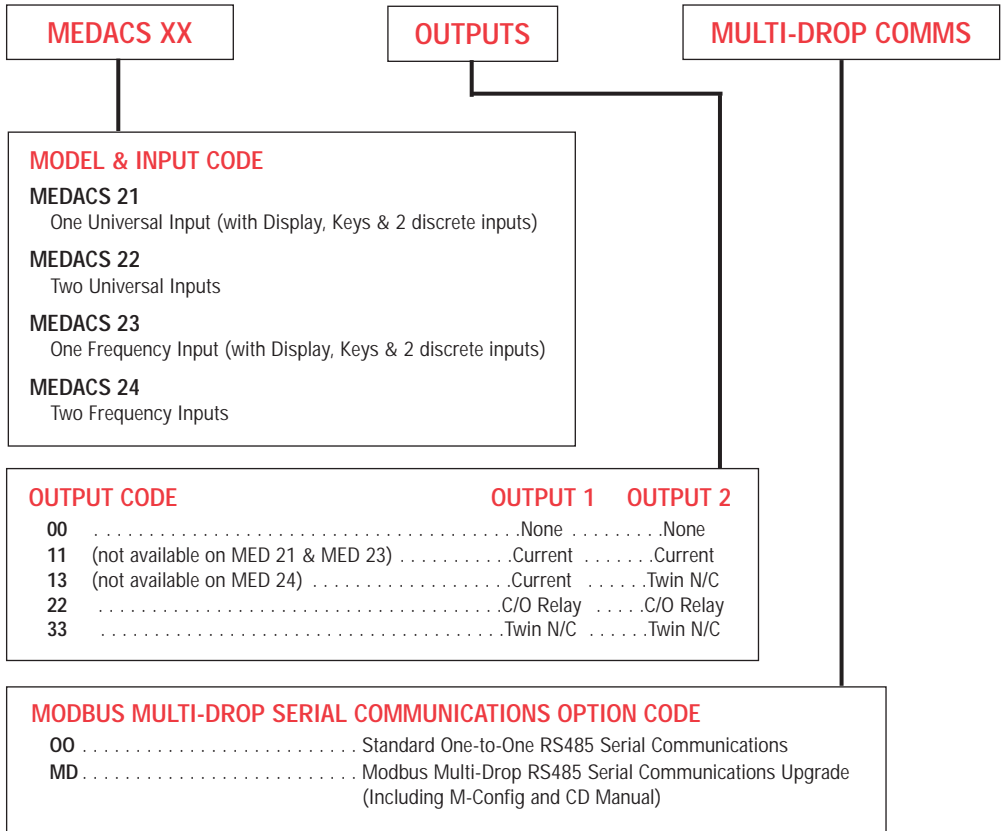 MEDACS XX
OUTPUTS
MULTI-DROP COMMS
MODEL & INPUT CODE
MEDACS 21
One Universal Input (with Display, Keys & 2 discrete inputs)
MEDACS 22
Two Universal Inputs
MEDACS 23
One Frequency Input (with Display, Keys & 2 discrete inputs)
MEDACS 24
Two Frequency Inputs
OUTPUT CODE OUTPUT 1 OUTPUT 2
00 . . . . . . . . . . . . . . . . . . . . . . . . . . . . . . . . . . . . . . .None . . . . . . . . .None
11 (not available on MED 21 & MED 23) . . . . . . . . . . .Current . . . . . . .Current
13 (not available on MED 24) . . . . . . . . . . . . . . . . . . .Current . . . . . .Twin N/C
22 . . . . . . . . . . . . . . . . . . . . . . . . . . . . . . . . . . . . .C/O Relay . . . . .C/O Relay
33 . . . . . . . . . . . . . . . . . . . . . . . . . . . . . . . . . . . . .Twin N/C . . . . . .Twin N/C
MODBUS MULTI-DROP SERIAL COMMUNICATIONS OPTION CODE
OO . . . . . . . . . . . . . . . . . . . . . . . . . Standard One-to-One RS485 Serial Communications
MD . . . . . . . . . . . . . . . . . . . . . . . . . Modbus Multi-Drop RS485 Serial Communications Upgrade
(Including M-Config and CD Manual)